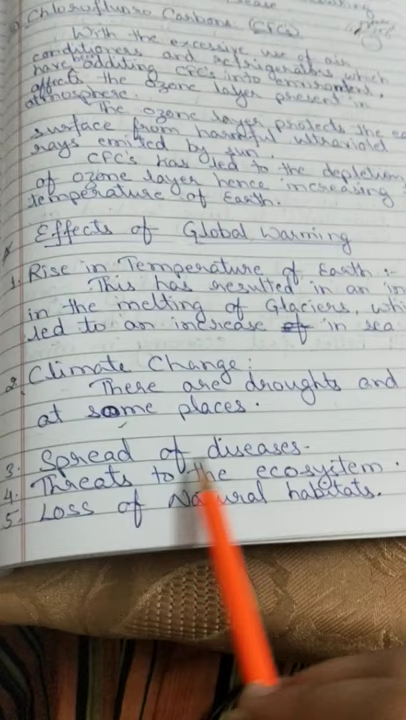 Chlorofluoro Carbons (CFCs)
With the excessive use of air
conditioners and refrigerators which
have additing CFC's into environment,
affects the ozone layer present in
atmosphere.
The ozone layer protects the ea
surface from harmful ultraviolet
rays emitted by sun.
CFC's has led to the depletion
of ozone layer hence increasing
temperature of Earth.
Effects of Global Warming
1. Rise in Temperature of Earth :-
This has resulted in an in
in the melting of Glaciers, whi
led to an increase of in sea
2. Climate Change:
There are droughts and
at some places.
3. Spread of diseases.
4. Threats to the ecosystem.
5. Loss of Natural habitats.